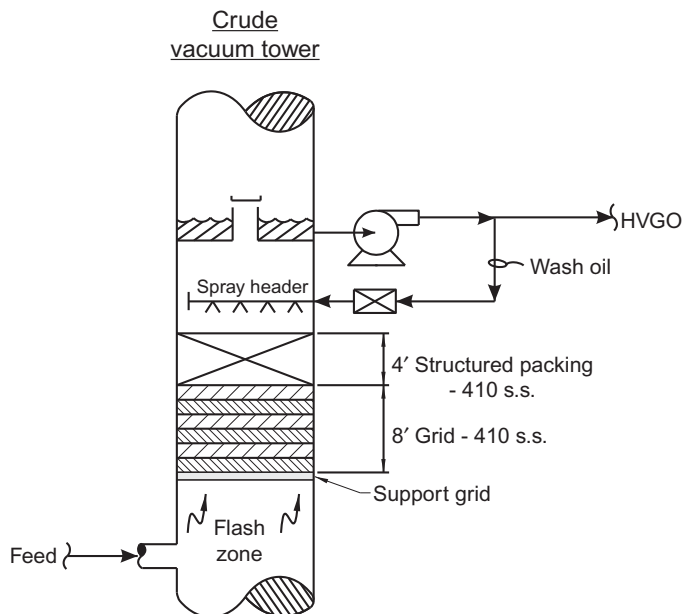 Crude
vacuum tower
HVGO
Wash oil
Spray header
4′ Structured packing
- 410 s.s.
8′ Grid - 410 s.s.
Support grid
Flash
zone
Feed